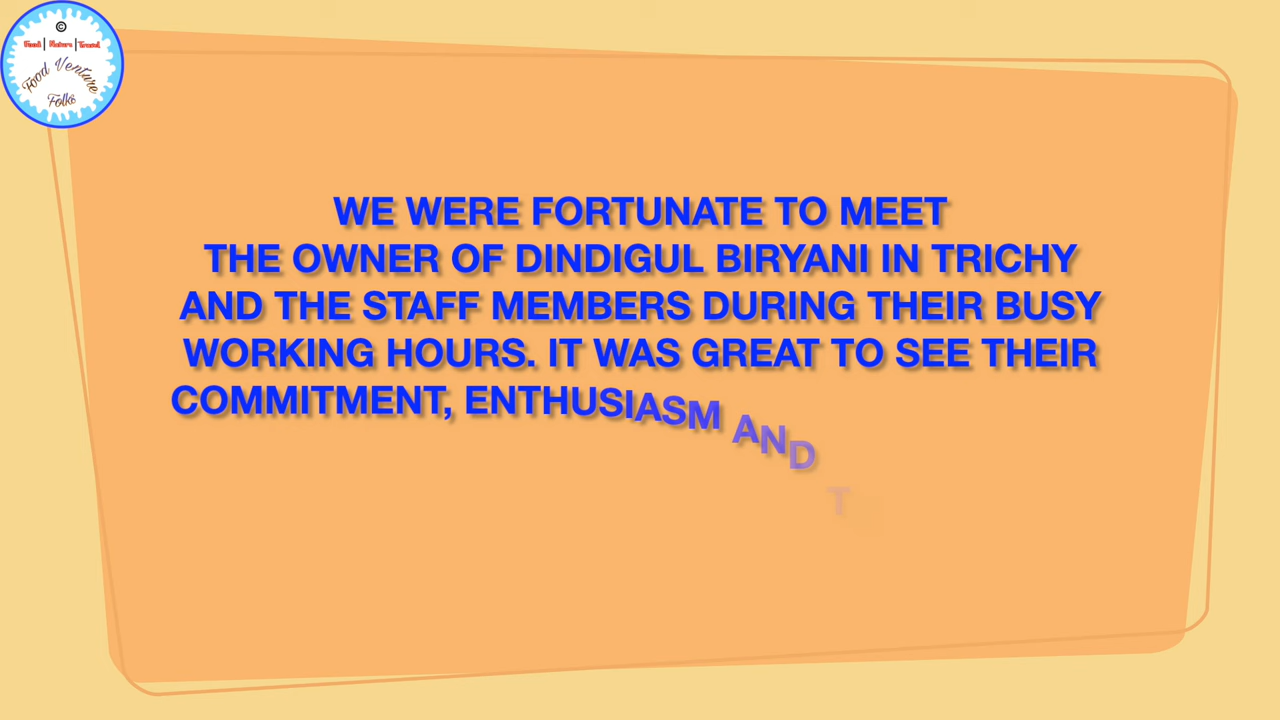 ©
Food | Nature | Travel
Food Venture
Folks
WE WERE FORTUNATE TO MEET
THE OWNER OF DINDIGUL BIRYANI IN TRICHY
AND THE STAFF MEMBERS DURING THEIR BUSY
WORKING HOURS. IT WAS GREAT TO SEE THEIR
COMMITMENT, ENTHUSIASM AND T